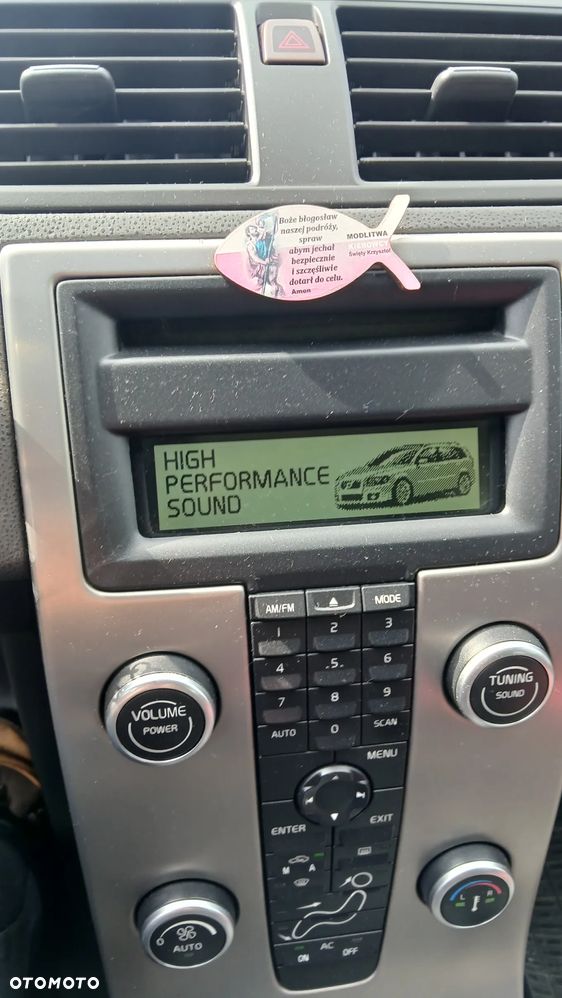 Boże błogosław
naszej podróży,
spraw
abym jechał
bezpiecznie
i szczęśliwie
dotarł do celu.
Amen
MODLITWA
KIEROWCY
Święty Krzysztof
HIGH
PERFORMANCE
SOUND
AM/FM
MODE
1
2
3
4
5
6
7
8
9
AUTO
0
SCAN
VOLUME
POWER
TUNING
SOUND
MENU
ENTER
EXIT
M A
0
AUTO
AC
ON
OFF
L R
OTOMOTO